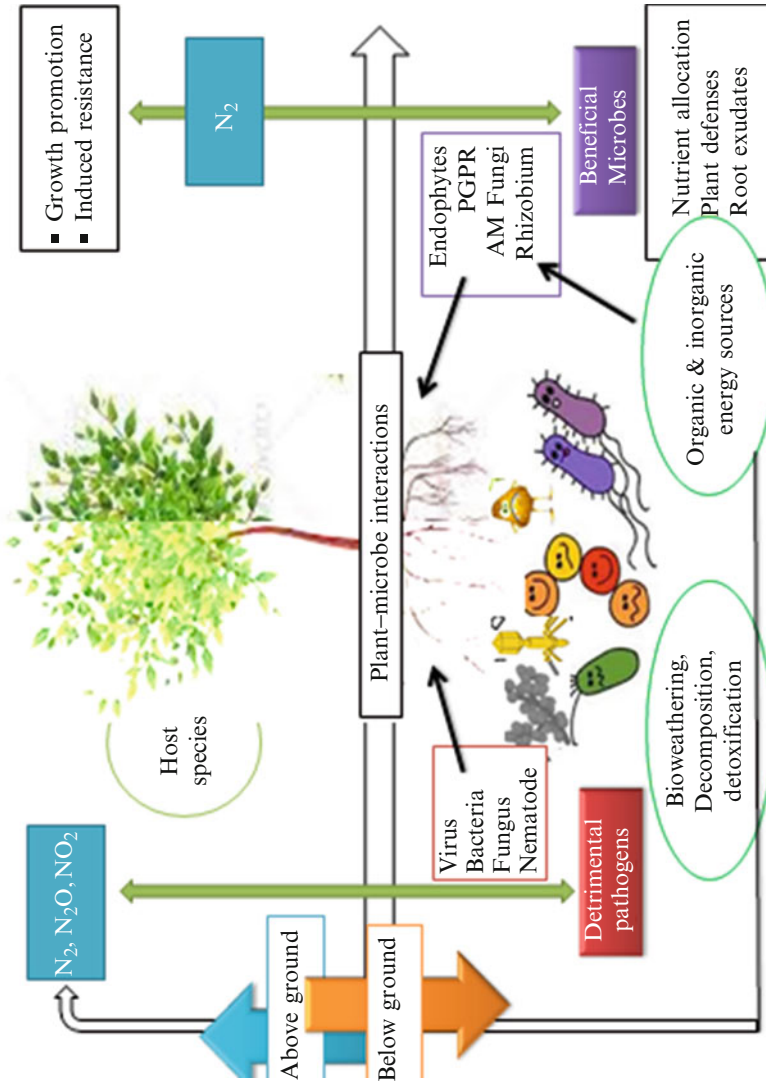 N₂, N₂O, NO₂
▪ Growth promotion
▪ Induced resistance
N₂
Host
species
Above ground
Plant–microbe interactions
Below ground
Virus
Bacteria
Fungus
Nematode
Endophytes
PGPR
AM Fungi
Rhizobium
Detrimental
pathogens
Beneficial
Microbes
Bioweathering,
Decomposition,
detoxification
Organic & inorganic
energy sources
Nutrient allocation
Plant defenses
Root exudates